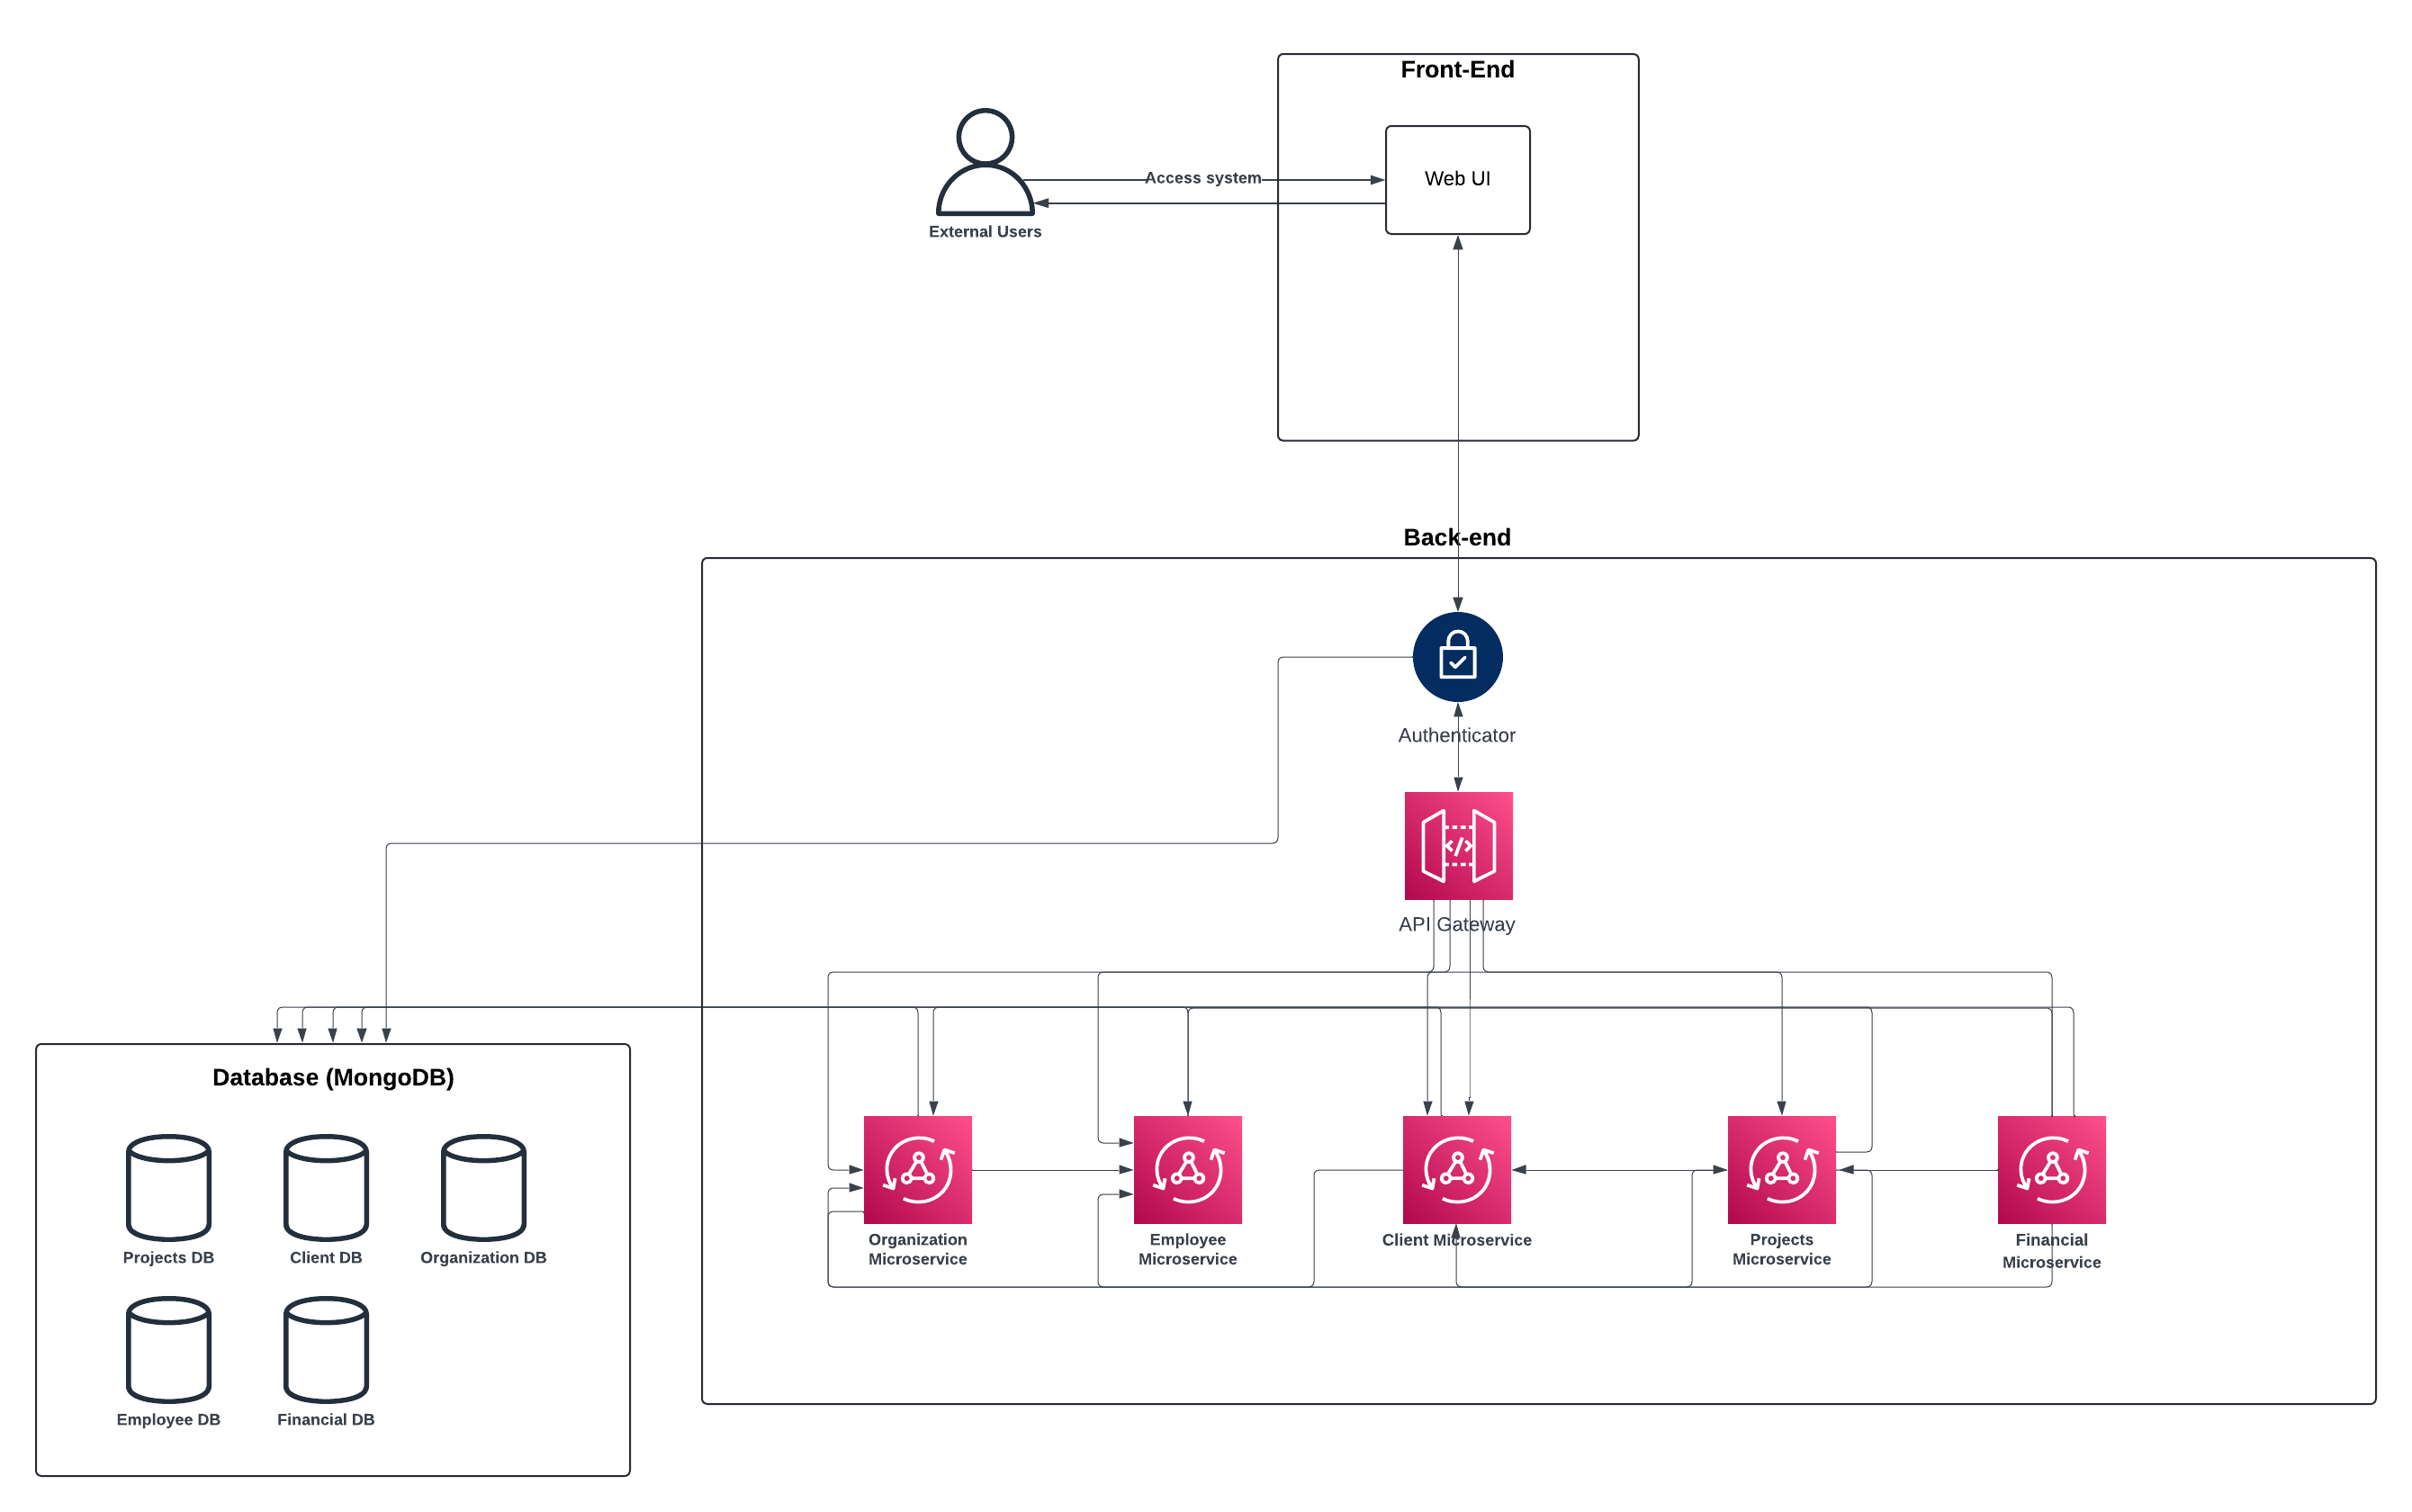 Front-End
Web UI
Access system
External Users
Back-end
Authenticator
API Gateway
Database (MongoDB)
Projects DB
Client DB
Organization DB
Employee DB
Financial DB
Organization
Microservice
Employee
Microservice
Client Microservice
Projects
Microservice
Financial
Microservice